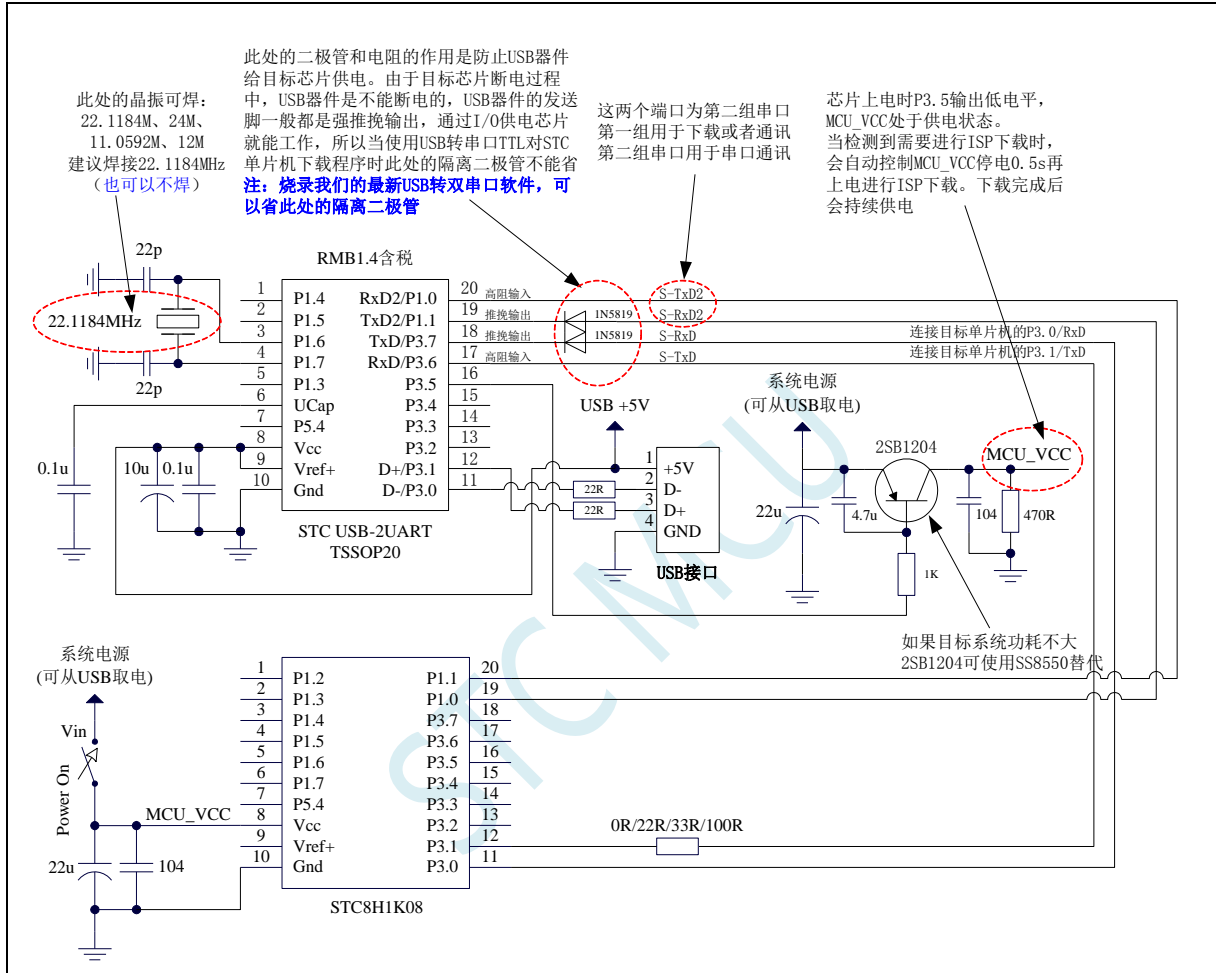 此处的二极管和电阻的作用是防止USB器件
给目标芯片供电。由于目标芯片断电过程
中，USB器件是不能断电的，USB器件的发送
脚一般都是强推挽输出，通过I/O供电芯片
就能工作，所以当使用USB转串口TTL对STC
单片机下载程序时此处的隔离二极管不能省
注：烧录我们的最新USB转双串口软件，可
以省此处的隔离二极管
此处的晶振可焊：
22.1184M、24M、
11.0592M、12M
建议焊接22.1184MHz
（也可以不焊）
这两个端口为第二组串口
第一组用于下载或者通讯
第二组串口用于串口通讯
芯片上电时P3.5输出低电平，
MCU_VCC处于供电状态。
当检测到需要进行ISP下载时，
会自动控制MCU_VCC停电0.5s再
上电进行ISP下载。下载完成后
会持续供电
22p
22.1184MHz
22p
RMB1.4含税
1 P1.4
2 P1.5
3 P1.6
4 P1.7
5 P1.3
6 UCap
7 P5.4
8 Vcc
9 Vref+
10 Gnd
RxD2/P1.0 20 高阻输入 S-TxD2
TxD2/P1.1 19 推挽输出 1N5819 S-RxD2
TxD/P3.7 18 推挽输出 1N5819 S-RxD 连接目标单片机的P3.0/RxD
RxD/P3.6 17 高阻输入 S-TxD 连接目标单片机的P3.1/TxD
P3.5 16
P3.4 15
P3.3 14
P3.2 13
D+/P3.1 12
D-/P3.0 11
STC USB-2UART
TSSOP20
0.1u
10u
0.1u
USB +5V
22R
22R
1 +5V
2 D-
3 D+
4 GND
USB接口
系统电源
(可从USB取电)
2SB1204
MCU_VCC
22u
4.7u
104
470R
1K
如果目标系统功耗不大
2SB1204可使用SS8550替代
STC MCU
系统电源
(可从USB取电)
Vin
Power On
MCU_VCC
22u
104
1 P1.2
2 P1.3
3 P1.4
4 P1.5
5 P1.6
6 P1.7
7 P5.4
8 Vcc
9 Vref+
10 Gnd
P1.1 20
P1.0 19
P3.7 18
P3.6 17
P3.5 16
P3.4 15
P3.3 14
P3.2 13
P3.1 12
P3.0 11
0R/22R/33R/100R
STC8H1K08